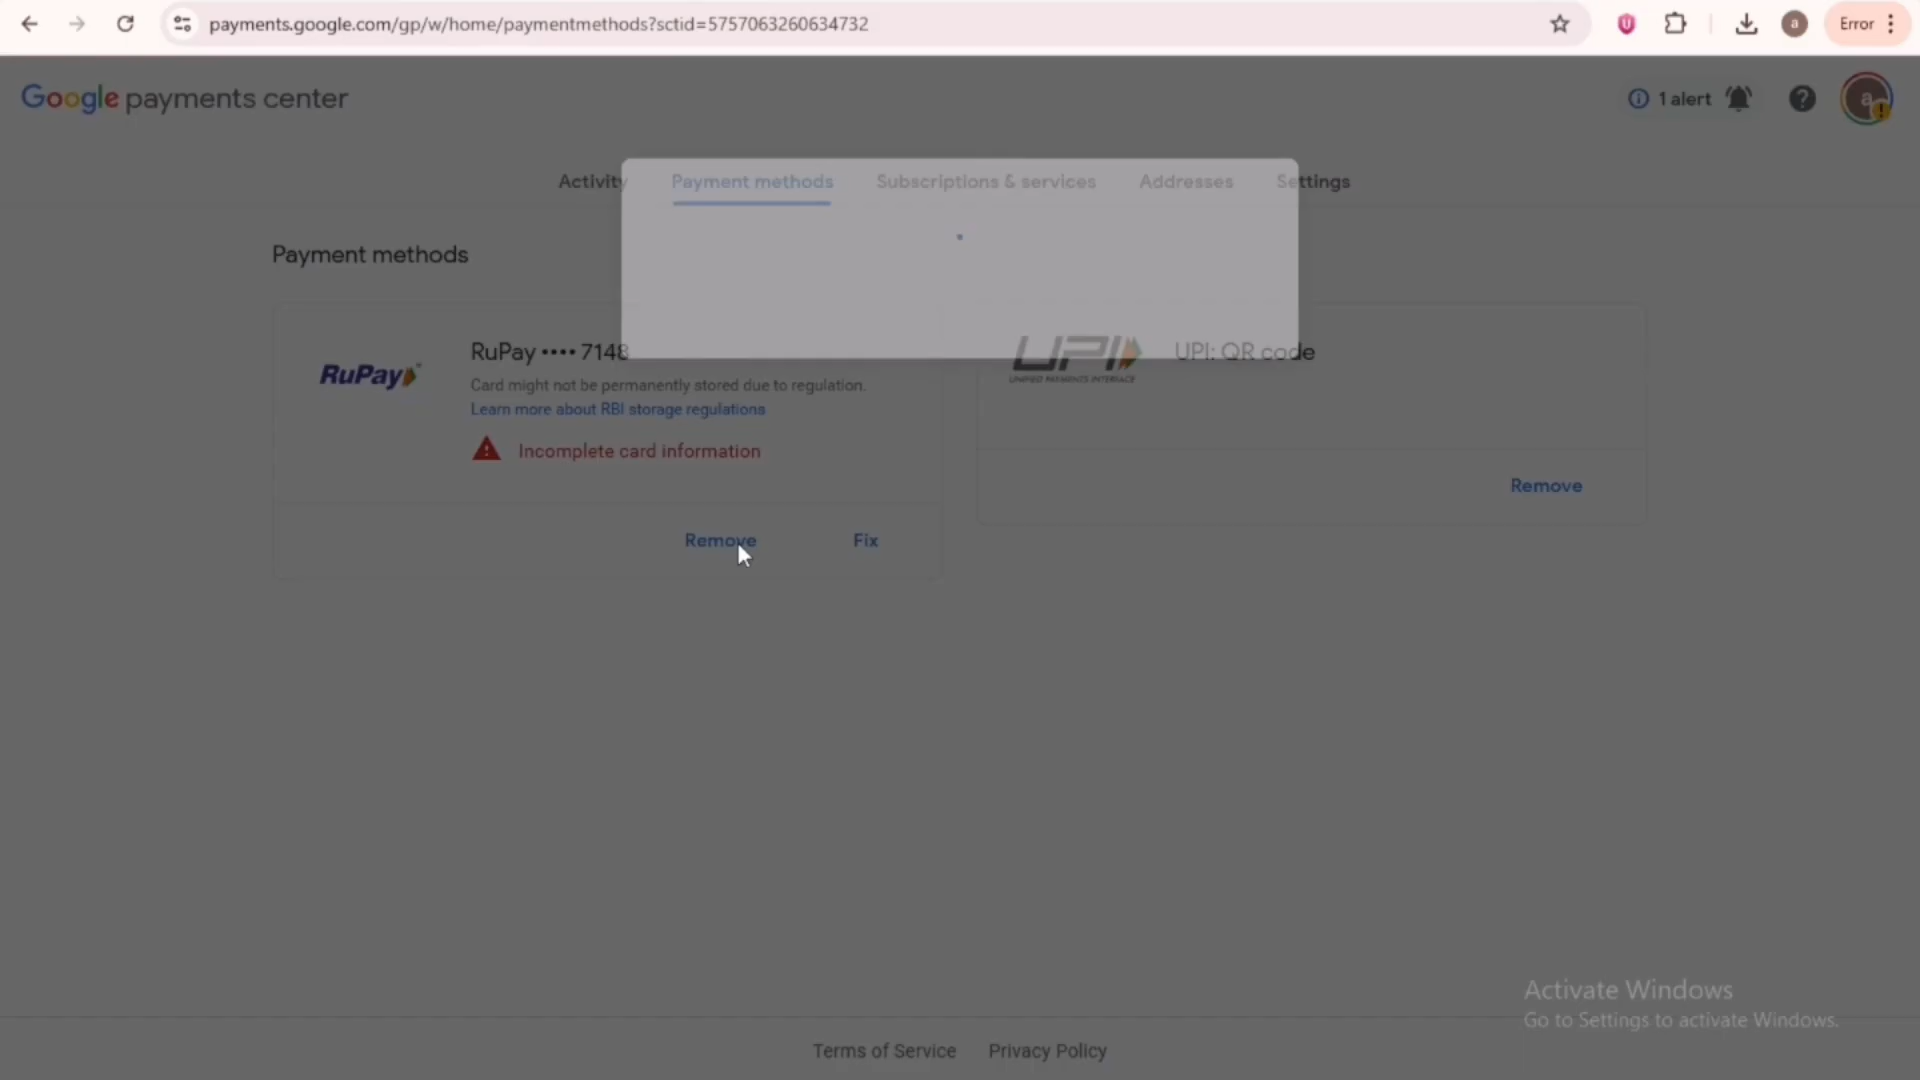 payments.google.com/gp/w/home/paymentmethods?sctid=5757063260634732
a
Error
Google payments center
1 alert
a
Activity
Payment methods
Subscriptions & services
Addresses
Settings
Payment methods
RuPay
RuPay •••• 7148
Card might not be permanently stored due to regulation.
Learn more about RBI storage regulations
Incomplete card information
Remove
Fix
UPI
UNIFIED PAYMENTS INTERFACE
UPI: QR code
Remove
Activate Windows
Go to Settings to activate Windows.
Terms of Service
Privacy Policy